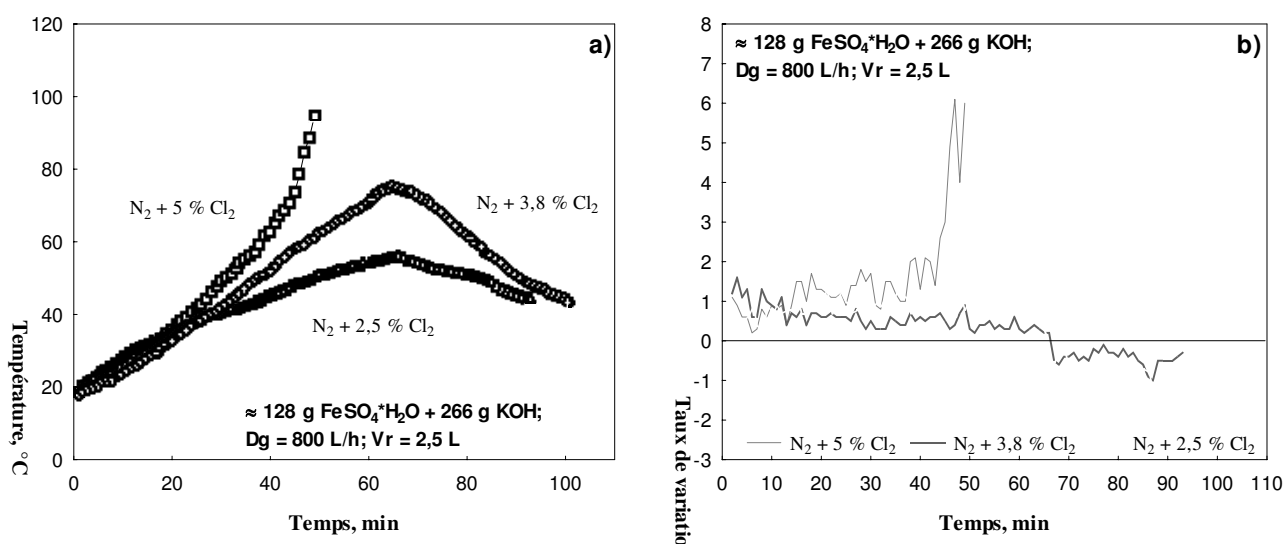 120
100
80
60
40
20
0
Température, °C
a)
N₂ + 5 % Cl₂
N₂ + 3,8 % Cl₂
N₂ + 2,5 % Cl₂
≈ 128 g FeSO₄*H₂O + 266 g KOH;
Dg = 800 L/h; Vr = 2,5 L
0 20 40 60 80 100
Temps, min
8
7
6
5
4
3
2
1
0
-1
-2
-3
Taux de variatio
≈ 128 g FeSO₄*H₂O + 266 g KOH;
Dg = 800 L/h; Vr = 2,5 L
b)
N₂ + 5 % Cl₂ N₂ + 3,8 % Cl₂ N₂ + 2,5 % Cl₂
0 10 20 30 40 50 60 70 80 90 100 110
Temps, min